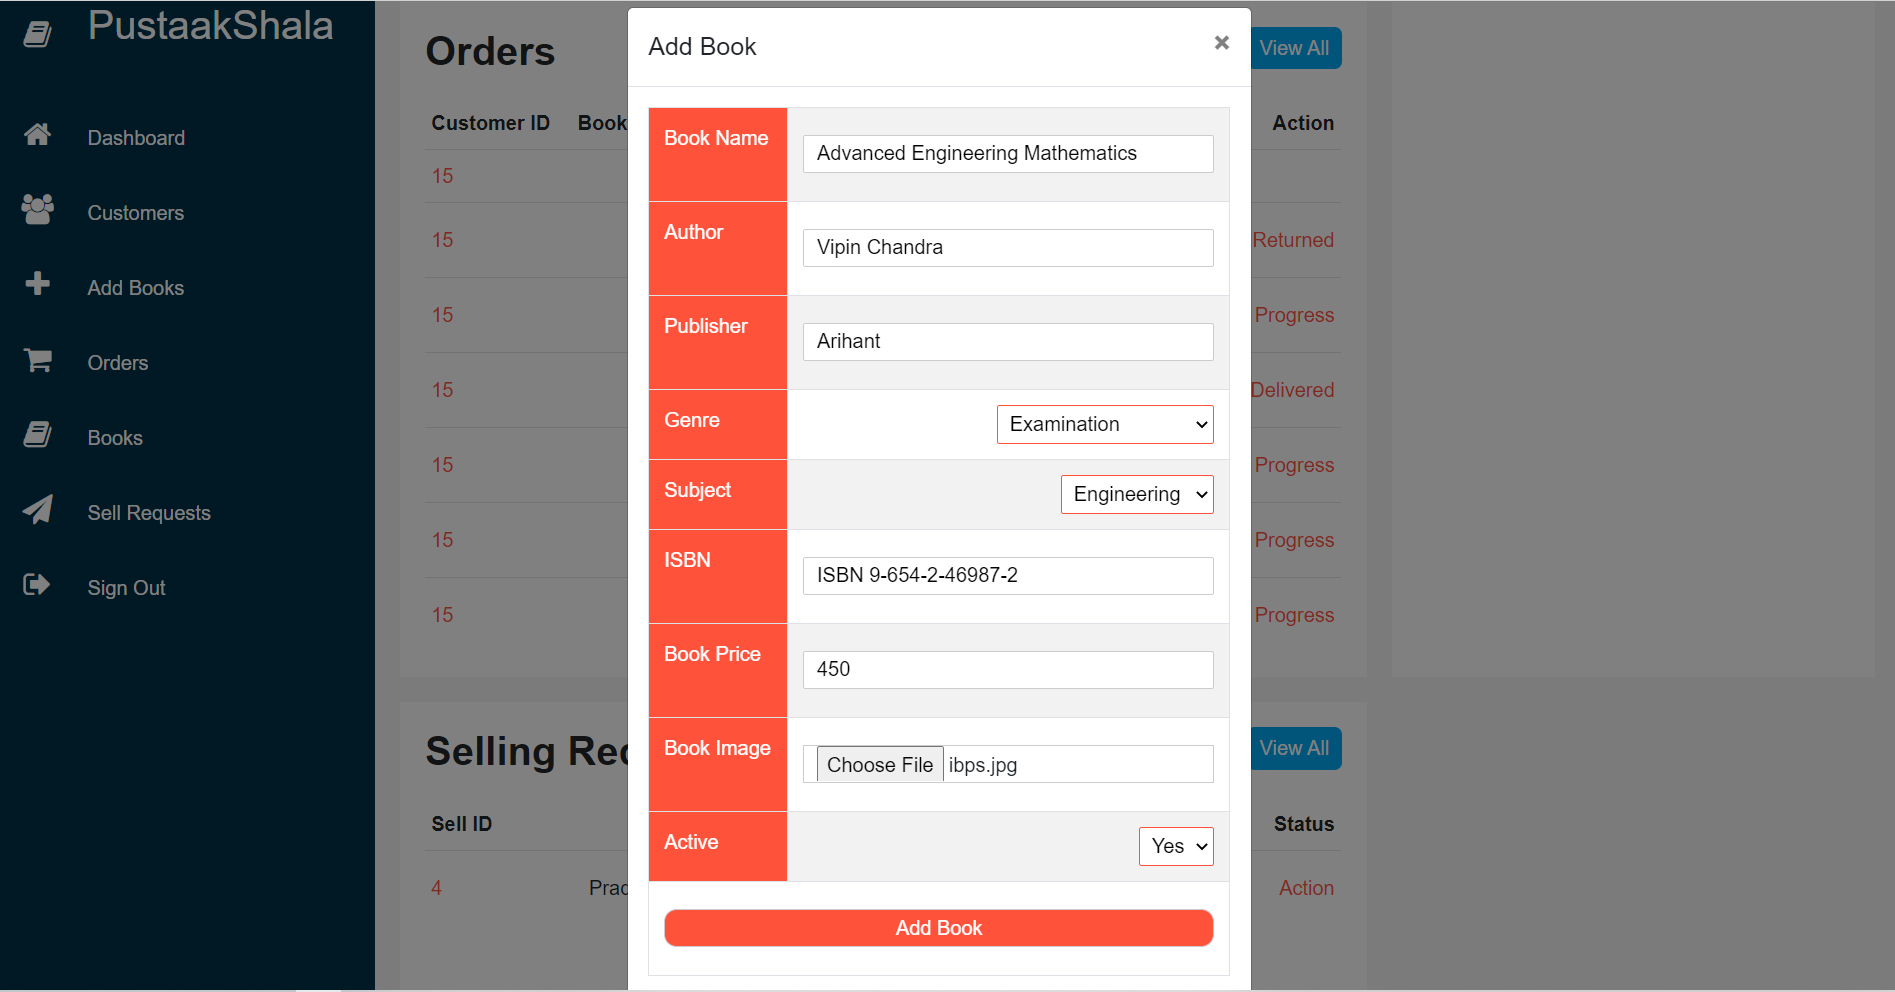 PustaakShala
Dashboard
Customers
Add Books
Orders
Books
Sell Requests
Sign Out
Orders
View All
Customer ID Book Action
15
15 Returned
15 Progress
15 Delivered
15 Progress
15 Progress
15 Progress
Selling Rec
View All
Sell ID Status
4 Prad Action
Add Book ×
Book Name Advanced Engineering Mathematics
Author Vipin Chandra
Publisher Arihant
Genre Examination
Subject Engineering
ISBN ISBN 9-654-2-46987-2
Book Price 450
Book Image Choose File ibps.jpg
Active Yes
Add Book